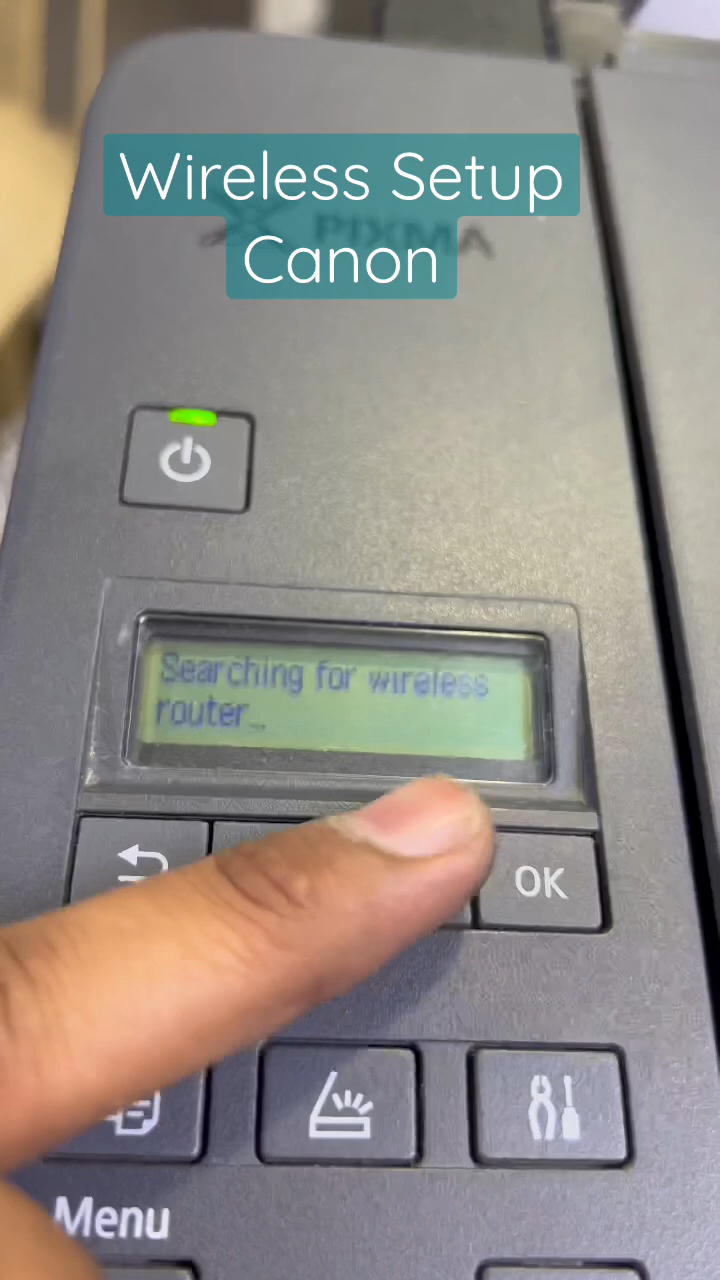 Wireless Setup
PIXMA
Canon
Searching for wireless
router_
OK
Menu